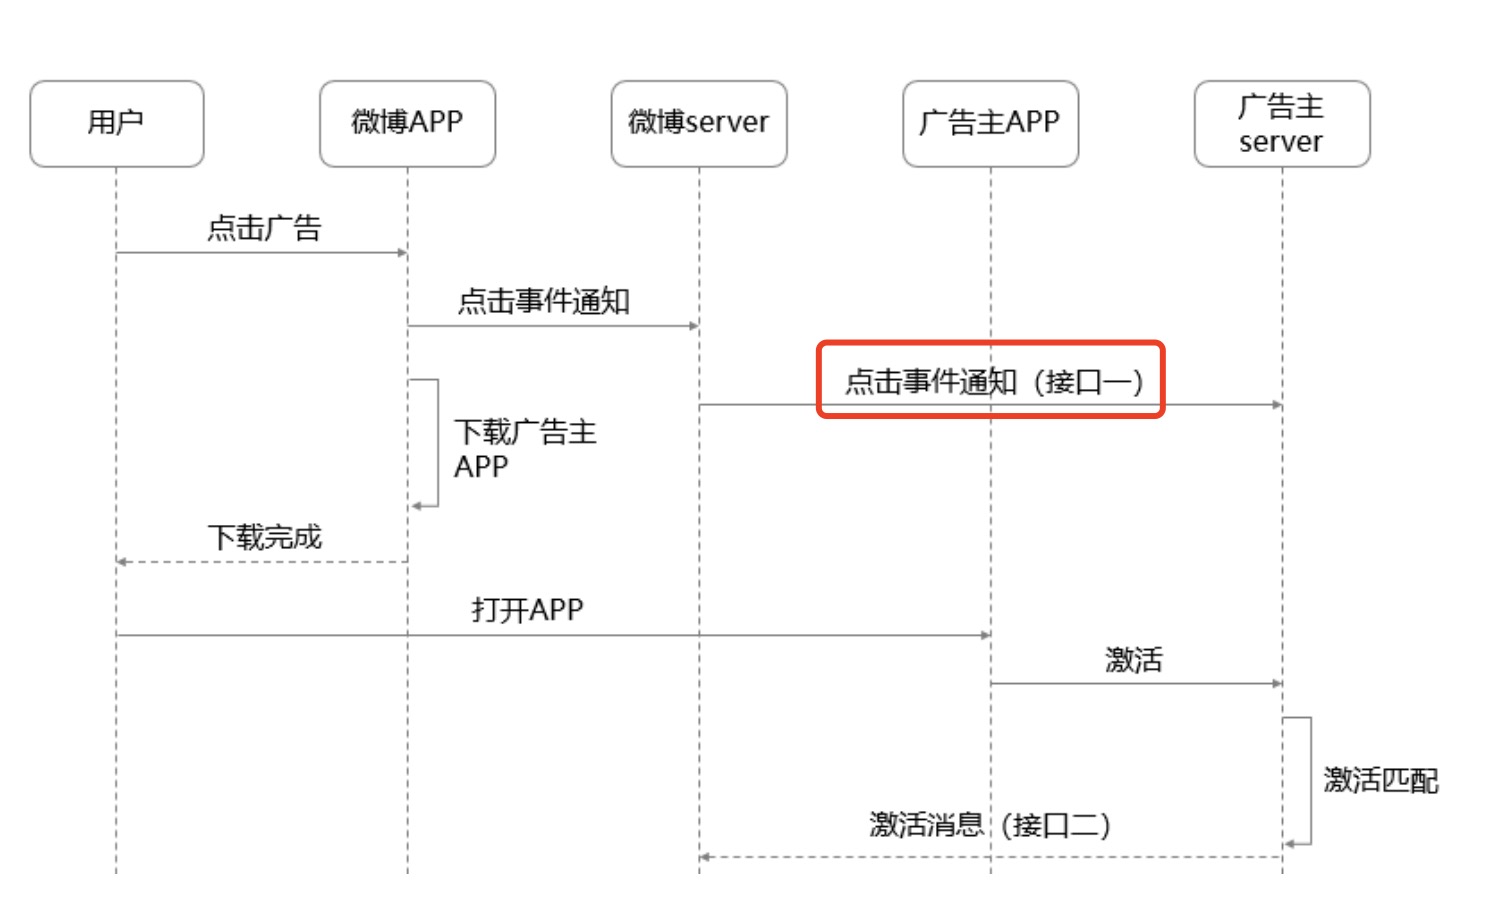 用户
微博APP
微博server
广告主APP
广告主
server
点击广告
点击事件通知
点击事件通知（接口一）
下载广告主
APP
下载完成
打开APP
激活
激活匹配
激活消息（接口二）